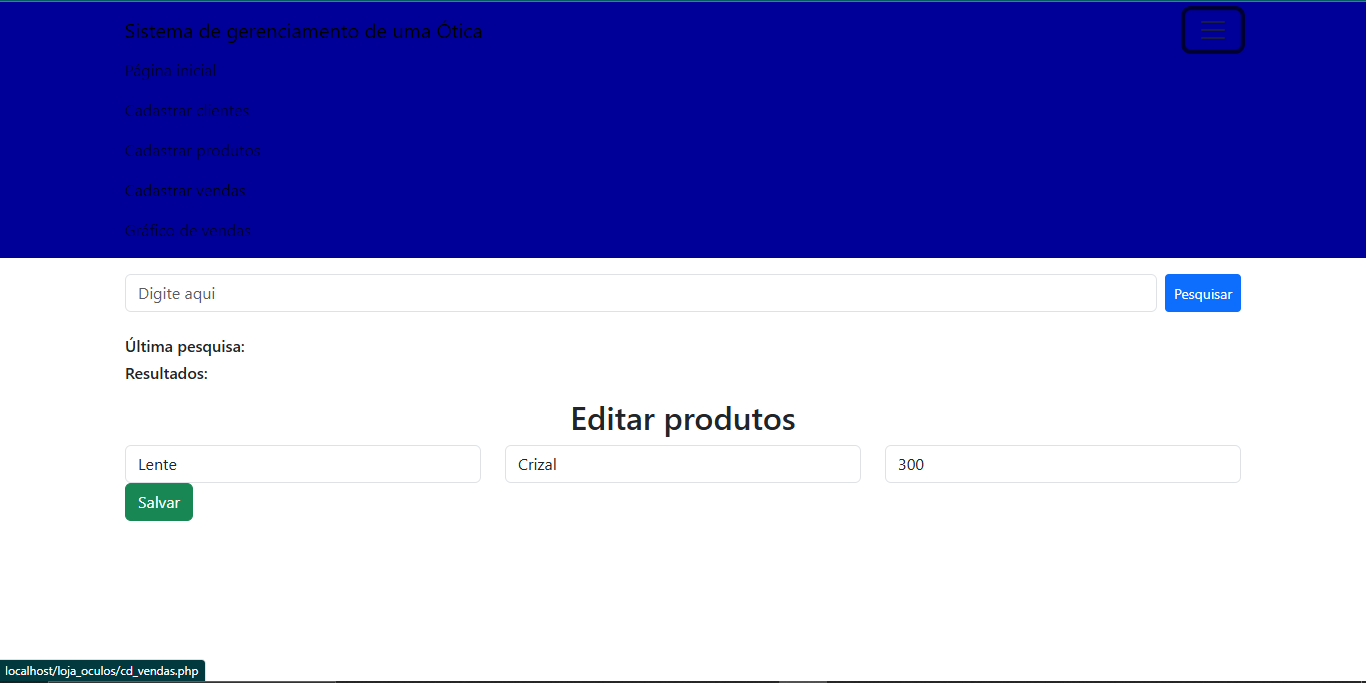 Sistema de gerenciamento de uma Ótica
Página inicial
Cadastrar clientes
Cadastrar produtos
Cadastrar vendas
Gráfico de vendas
Digite aqui
Pesquisar
Última pesquisa:
Resultados:
Editar produtos
Lente
Crizal
300
Salvar
localhost/loja_oculos/cd_vendas.php